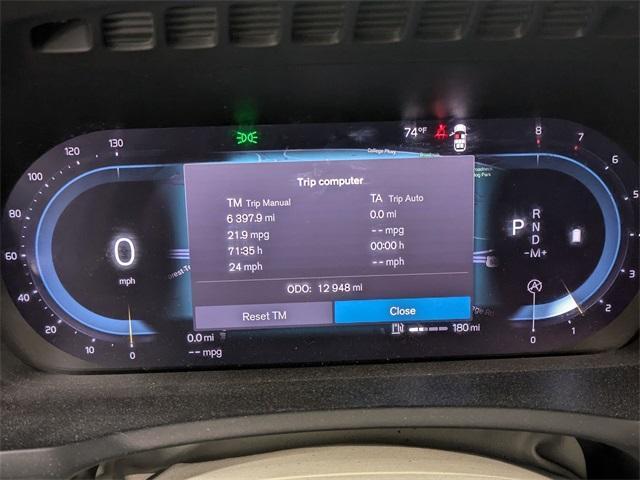 74°F
College Pkwy
130
120
100
80
60
40
20
10
0
8
7
6
2
1
0
Trip computer
TM Trip Manual
6 397.9 mi
21.9 mpg
71:35 h
24 mph
TA Trip Auto
0.0 mi
-- mpg
00:00 h
-- mph
ODO: 12 948 mi
Reset TM
Close
0
mph
P
R
N
D
-M+
0.0 mi
-- mpg
180 mi